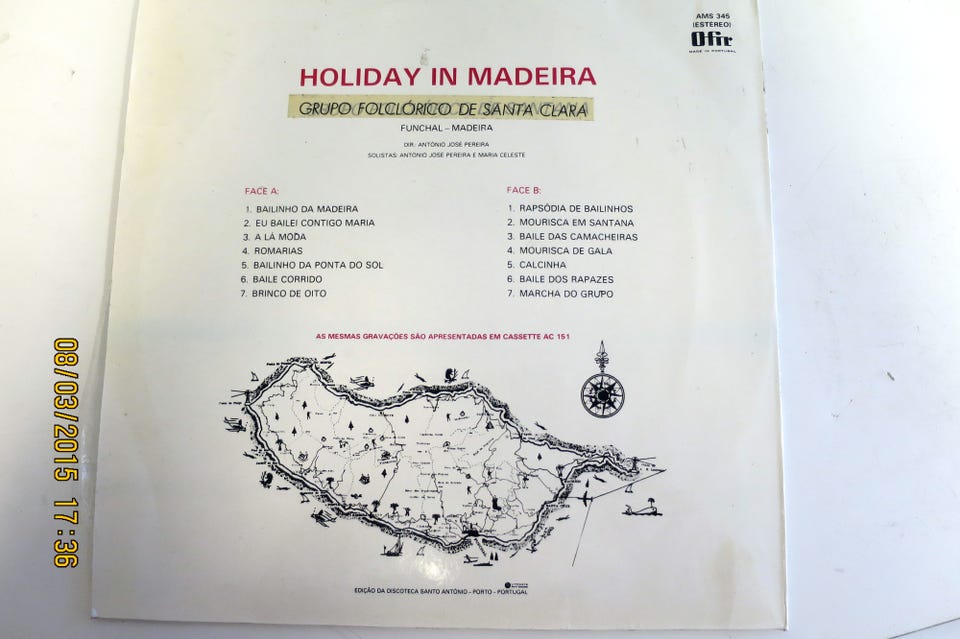 AMS 345
(ESTEREO)
Ofir
MADE IN PORTUGAL
HOLIDAY IN MADEIRA
GRUPO FOLCLÓRICO DE SANTA CLARA
FUNCHAL – MADEIRA
DIR: ANTÓNIO JOSÉ PEREIRA
SOLISTAS: ANTÓNIO JOSÉ PEREIRA E MARIA CELESTE
FACE A:
1. BAILINHO DA MADEIRA
2. EU BAILEI CONTIGO MARIA
3. A LÁ MODA
4. ROMARIAS
5. BAILINHO DA PONTA DO SOL
6. BAILE CORRIDO
7. BRINCO DE OITO
FACE B:
1. RAPSÓDIA DE BAILINHOS
2. MOURISCA EM SANTANA
3. BAILE DAS CAMACHEIRAS
4. MOURISCA DE GALA
5. CALCINHA
6. BAILE DOS RAPAZES
7. MARCHA DO GRUPO
AS MESMAS GRAVAÇÕES SÃO APRESENTADAS EM CASSETTE AC 151
EDIÇÃO DA DISCOTECA SANTO ANTÓNIO – PORTO – PORTUGAL
08/03/2015 17:36